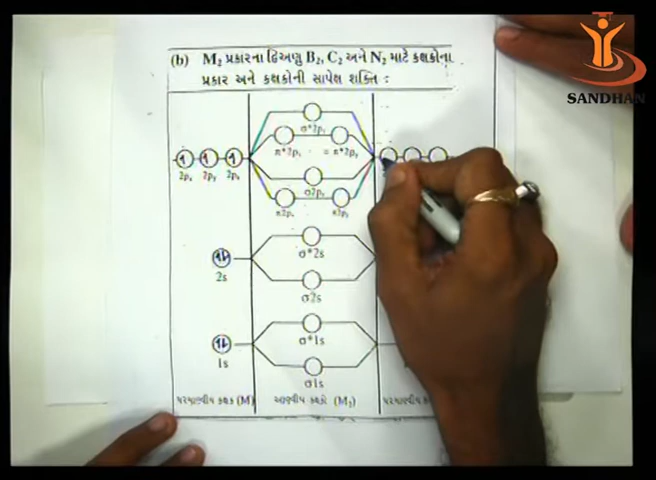 SANDHAN
(b) M₂ પ્રકારના દ્વિઅણુ B₂, C₂ અને N₂ માટે કક્ષકોના
પ્રકાર અને કક્ષકોની સાપેક્ષ શક્તિ :
σ*2pz
π*2px = π*2py
2px 2py 2pz
σ2pz
π2px π2py
σ*2s
2s
σ2s
σ*1s
1s
σ1s
પરમાણ્વીય કક્ષક (M) આણ્વીય કક્ષકો (M₂) પરમાણ્વીય